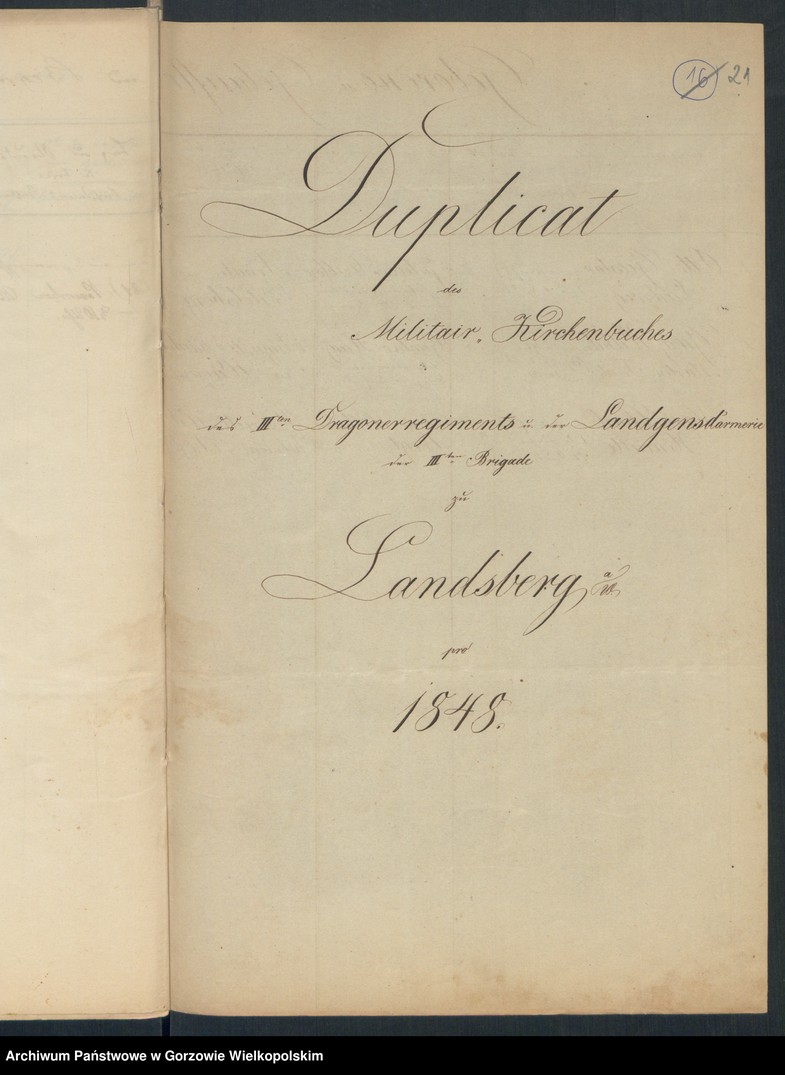 16 21
Duplicat
des
Militair-Kirchenbuches
des IIIten Dragonerregiments u. der Landgensd'armerie
der IIIten Brigade
zu
Landsberg a/W.
pro
1848.
Archiwum Państwowe w Gorzowie Wielkopolskim